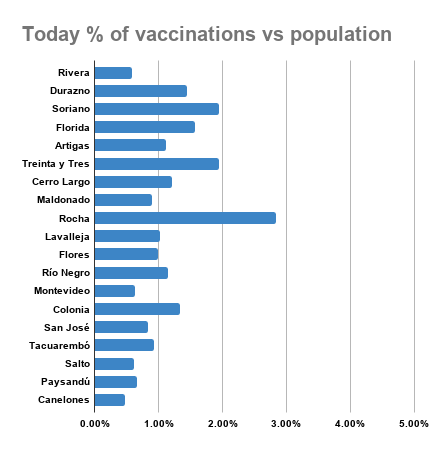 Today % of vaccinations vs population
Rivera
Durazno
Soriano
Florida
Artigas
Treinta y Tres
Cerro Largo
Maldonado
Rocha
Lavalleja
Flores
Río Negro
Montevideo
Colonia
San José
Tacuarembó
Salto
Paysandú
Canelones
0.00% 1.00% 2.00% 3.00% 4.00% 5.00%